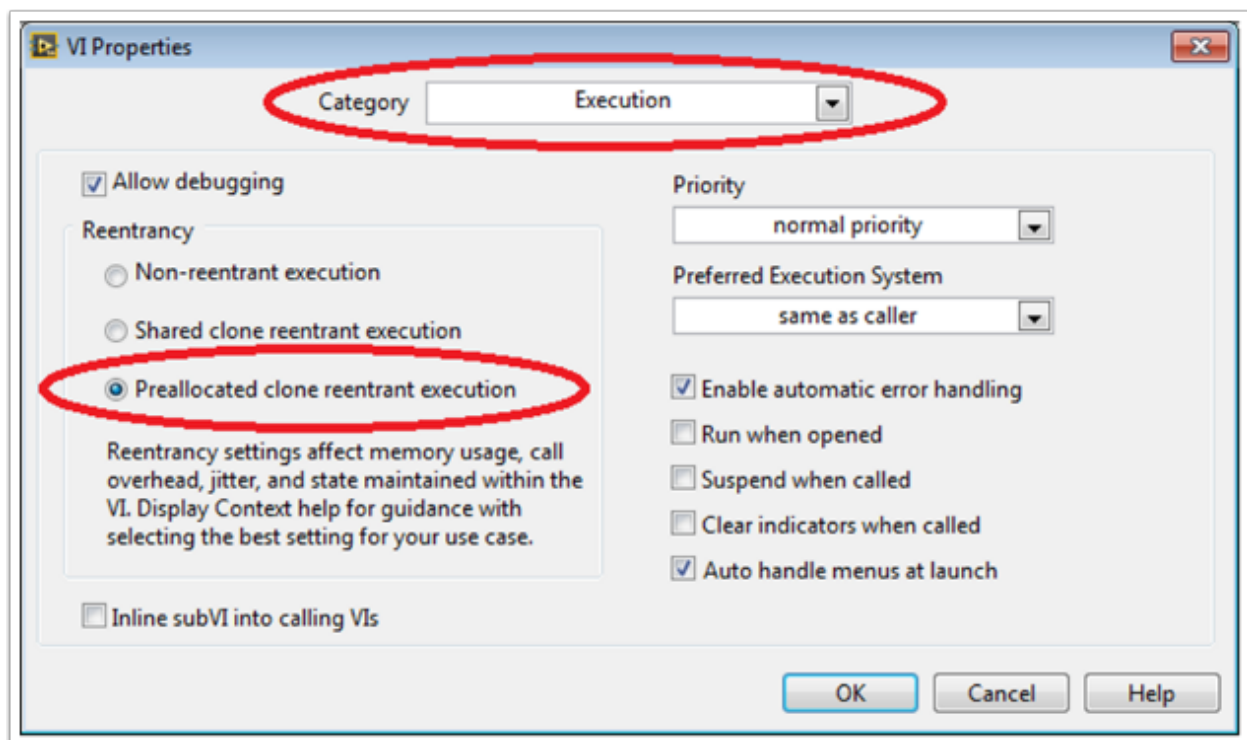 VI Properties
Category
Execution
Allow debugging
Reentrancy
Non-reentrant execution
Shared clone reentrant execution
Preallocated clone reentrant execution
Reentrancy settings affect memory usage, call
overhead, jitter, and state maintained within the
VI. Display Context help for guidance with
selecting the best setting for your use case.
Inline subVI into calling VIs
Priority
normal priority
Preferred Execution System
same as caller
Enable automatic error handling
Run when opened
Suspend when called
Clear indicators when called
Auto handle menus at launch
OK
Cancel
Help